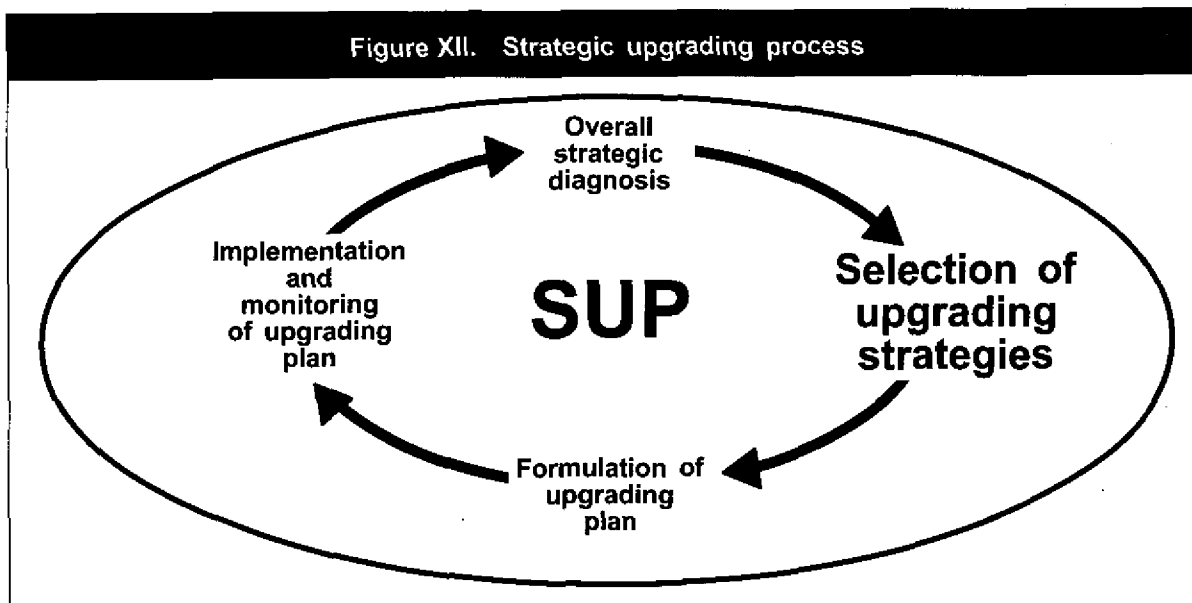 Figure XII. Strategic upgrading process
Overall
strategic
diagnosis
Selection of
upgrading
strategies
Formulation of
upgrading
plan
Implementation
and
monitoring
of upgrading
plan
SUP